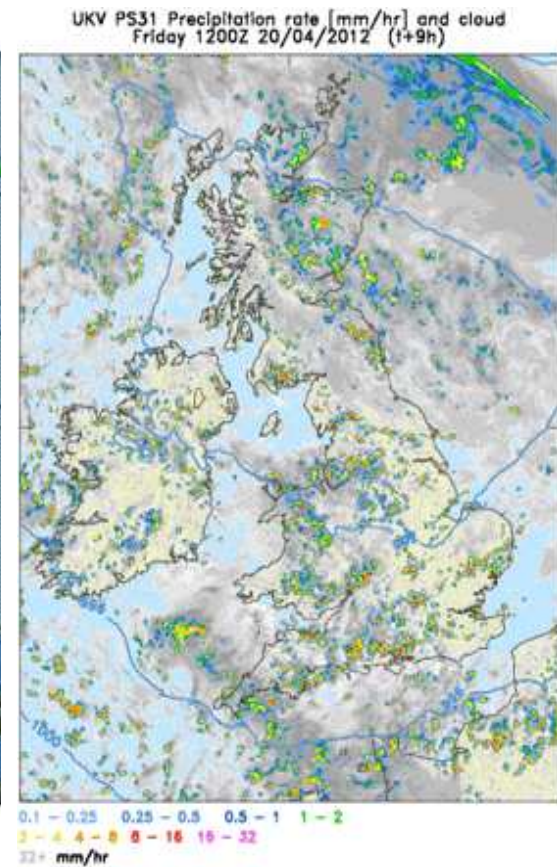 UKV PS31 Precipitation rate [mm/hr] and cloud
Friday 1200Z 20/04/2012 (t+9h)
1000
0.1 - 0.25 0.25 - 0.5 0.5 - 1 1 - 2
2 - 4 4 - 8 8 - 16 16 - 32
32+ mm/hr